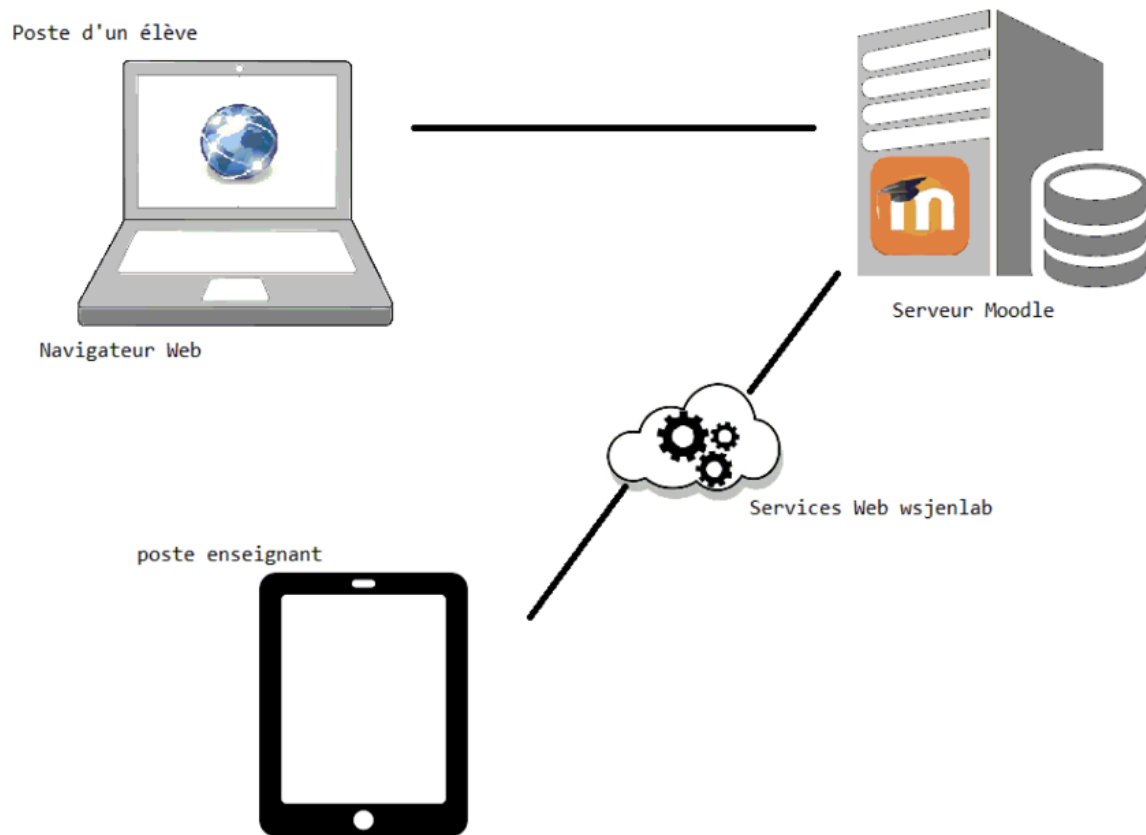 Poste d'un élève
Navigateur Web
m
Serveur Moodle
Services Web wsjenlab
poste enseignant